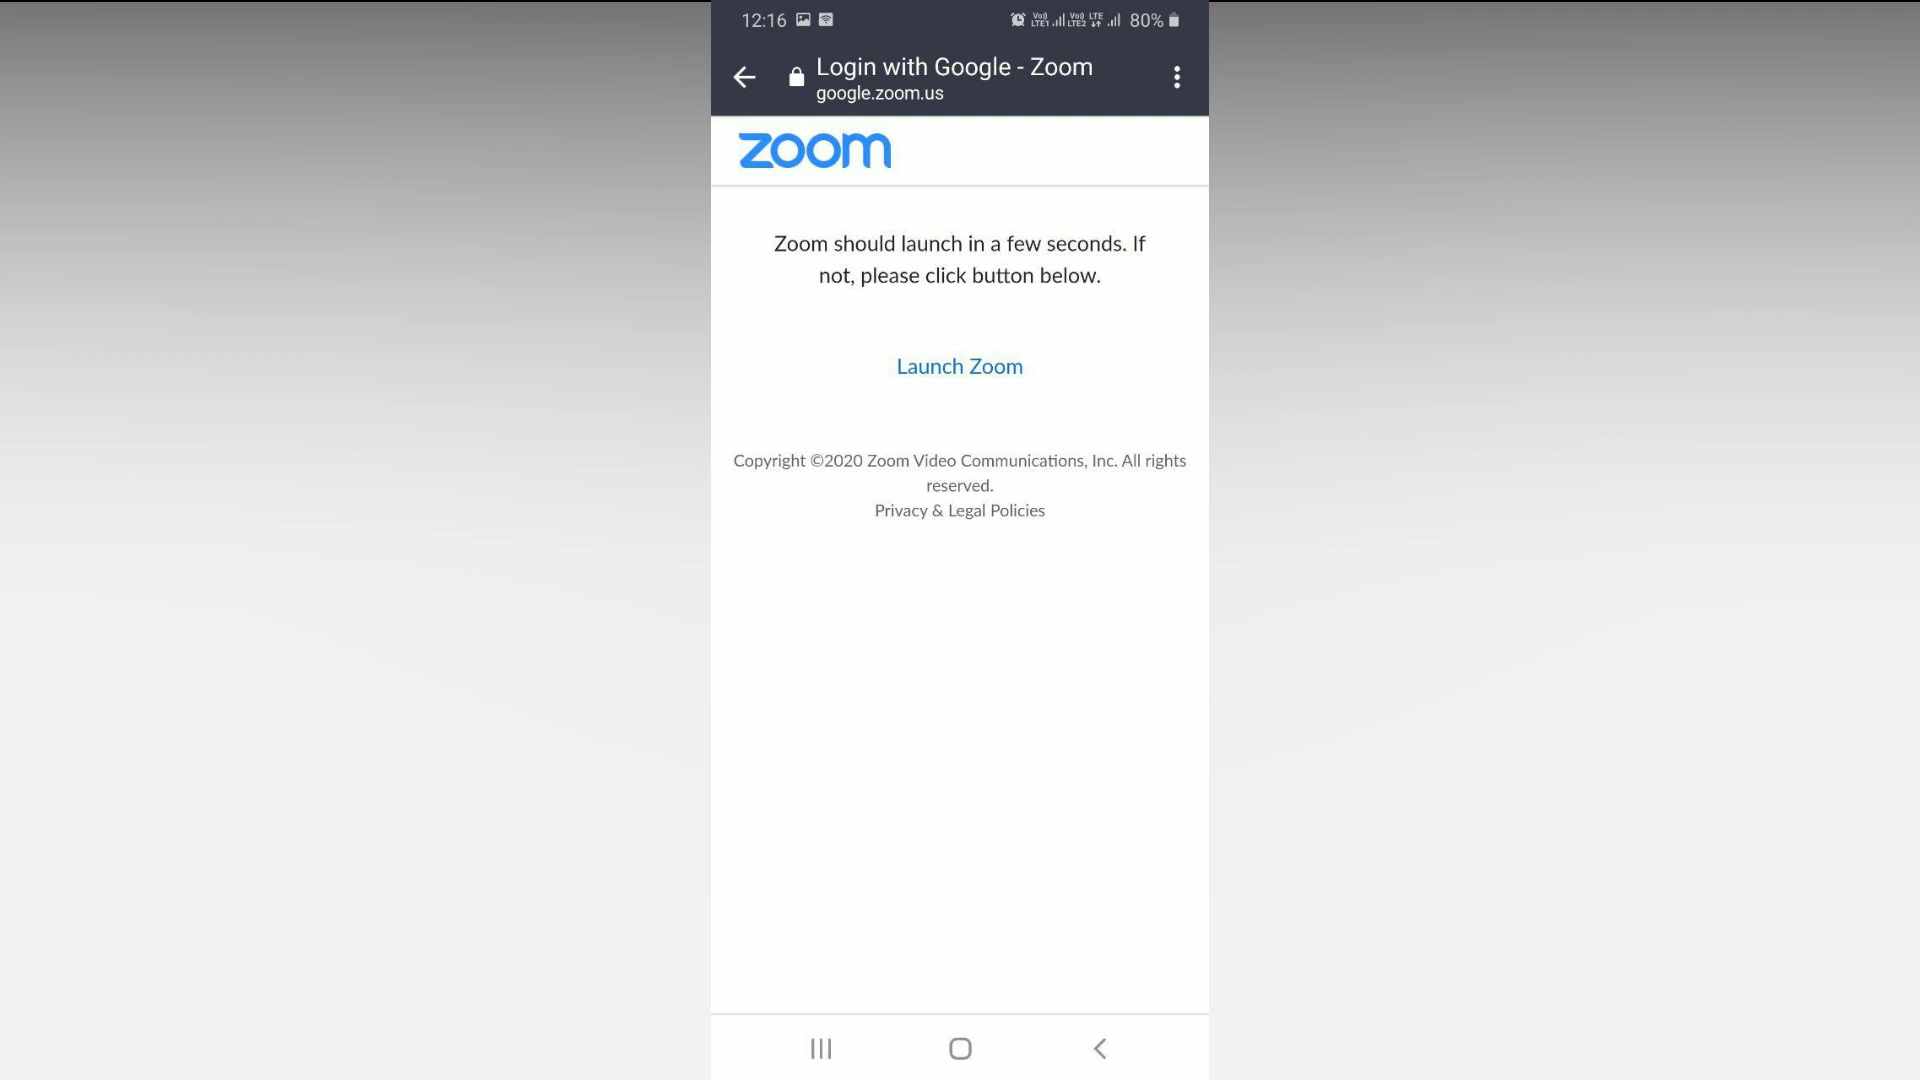 12:16 80%
Login with Google - Zoom
google.zoom.us
zoom
Zoom should launch in a few seconds. If
not, please click button below.
Launch Zoom
Copyright ©2020 Zoom Video Communications, Inc. All rights
reserved.
Privacy & Legal Policies